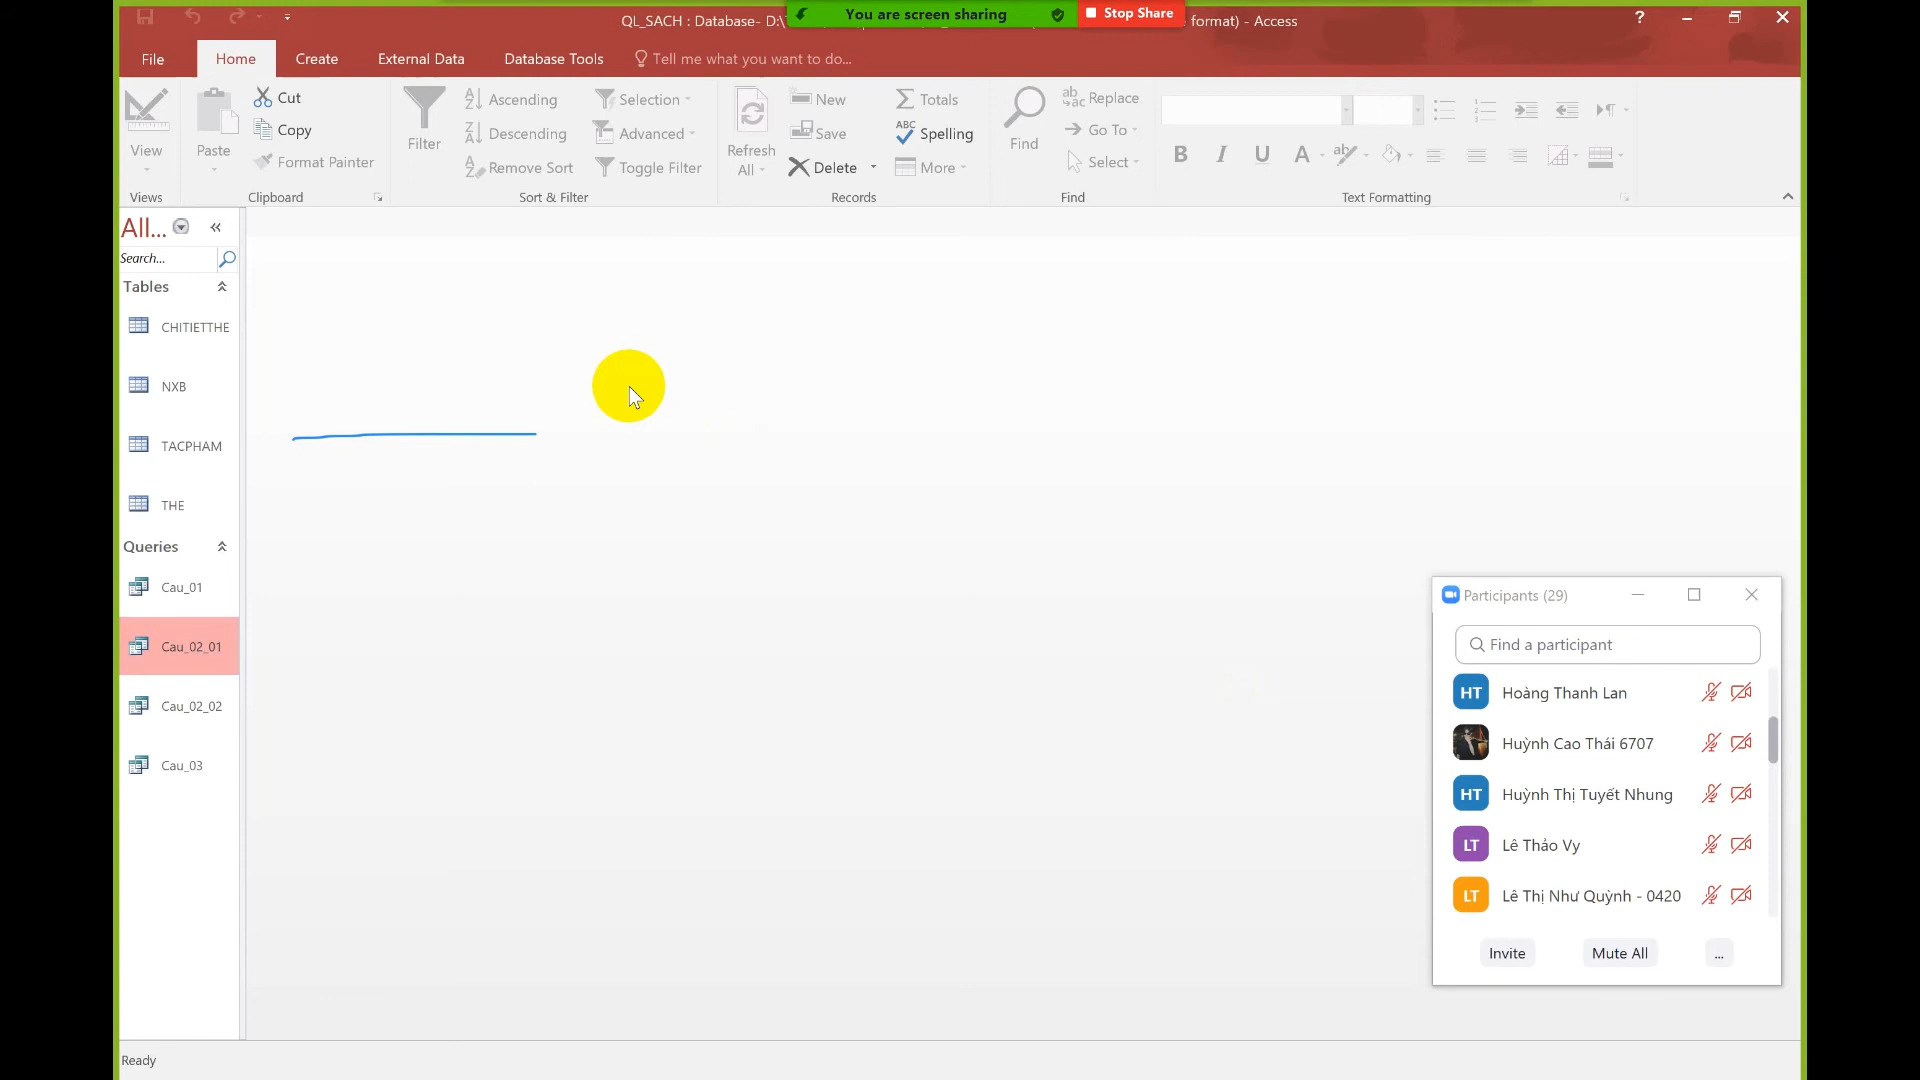 QL_SACH : Database- D:\
You are screen sharing
Stop Share
format) - Access
?
File
Home
Create
External Data
Database Tools
Tell me what you want to do...
View
Views
Paste
Cut
Copy
Format Painter
Clipboard
Filter
Ascending
Descending
Remove Sort
Selection
Advanced
Toggle Filter
Sort & Filter
Refresh
All
New
Save
Delete
Totals
Spelling
More
Records
Find
Replace
Go To
Select
Find
B I U A
Text Formatting
All...
Search...
Tables
CHITIETTHE
NXB
TACPHAM
THE
Queries
Cau_01
Cau_02_01
Cau_02_02
Cau_03
Participants (29)
Find a participant
HT Hoàng Thanh Lan
Huỳnh Cao Thái 6707
HT Huỳnh Thị Tuyết Nhung
LT Lê Thảo Vy
LT Lê Thị Như Quỳnh - 0420
Invite
Mute All
...
Ready